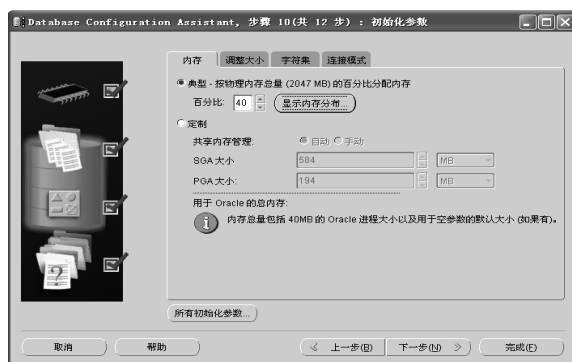 Database Configuration Assistant, 步骤 10(共 12 步) : 初始化参数
内存 调整大小 字符集 连接模式
典型 - 按物理内存总量 (2047 MB) 的百分比分配内存
百分比: 40 显示内存分布...
定制
共享内存管理: 自动 手动
SGA 大小 584 MB
PGA 大小: 194 MB
用于 Oracle 的总内存:
内存总量包括 40MB 的 Oracle 进程大小以及用于空参数的默认大小 (如果有)。
所有初始化参数...
取消 帮助 上一步(B) 下一步(N) 完成(F)